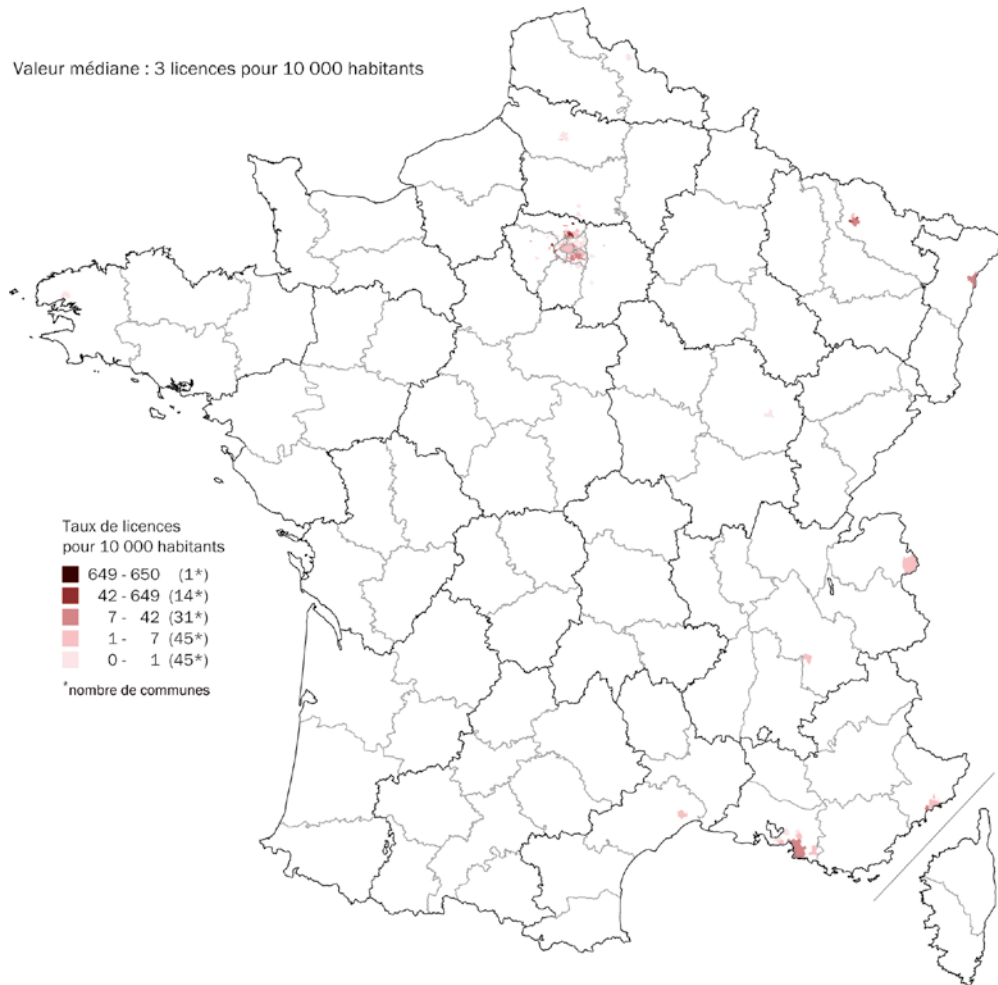 Valeur médiane : 3 licences pour 10 000 habitants
Taux de licences
pour 10 000 habitants
649 - 650 (1*)
42 - 649 (14*)
7 - 42 (31*)
1 - 7 (45*)
0 - 1 (45*)
*nombre de communes